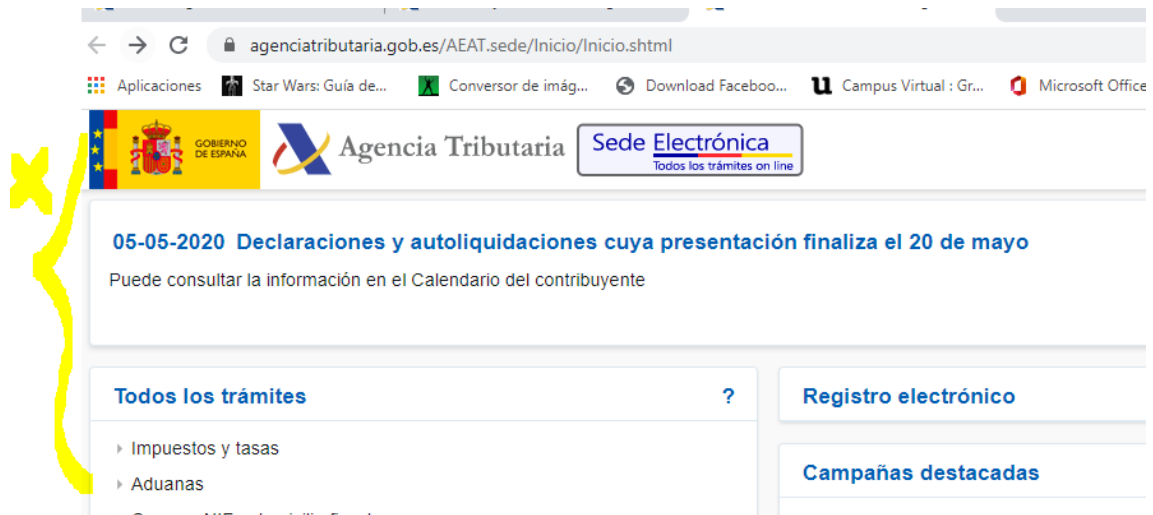 agenciatributaria.gob.es/AEAT.sede/Inicio/Inicio.shtml
Aplicaciones Star Wars: Guía de... Conversor de imág... Download Faceboo... Campus Virtual : Gr... Microsoft Office
GOBIERNO
DE ESPAÑA
Agencia Tributaria
Sede Electrónica
Todos los trámites on line
05-05-2020 Declaraciones y autoliquidaciones cuya presentación finaliza el 20 de mayo
Puede consultar la información en el Calendario del contribuyente
Todos los trámites ?
Registro electrónico
Impuestos y tasas
Campañas destacadas
Aduanas